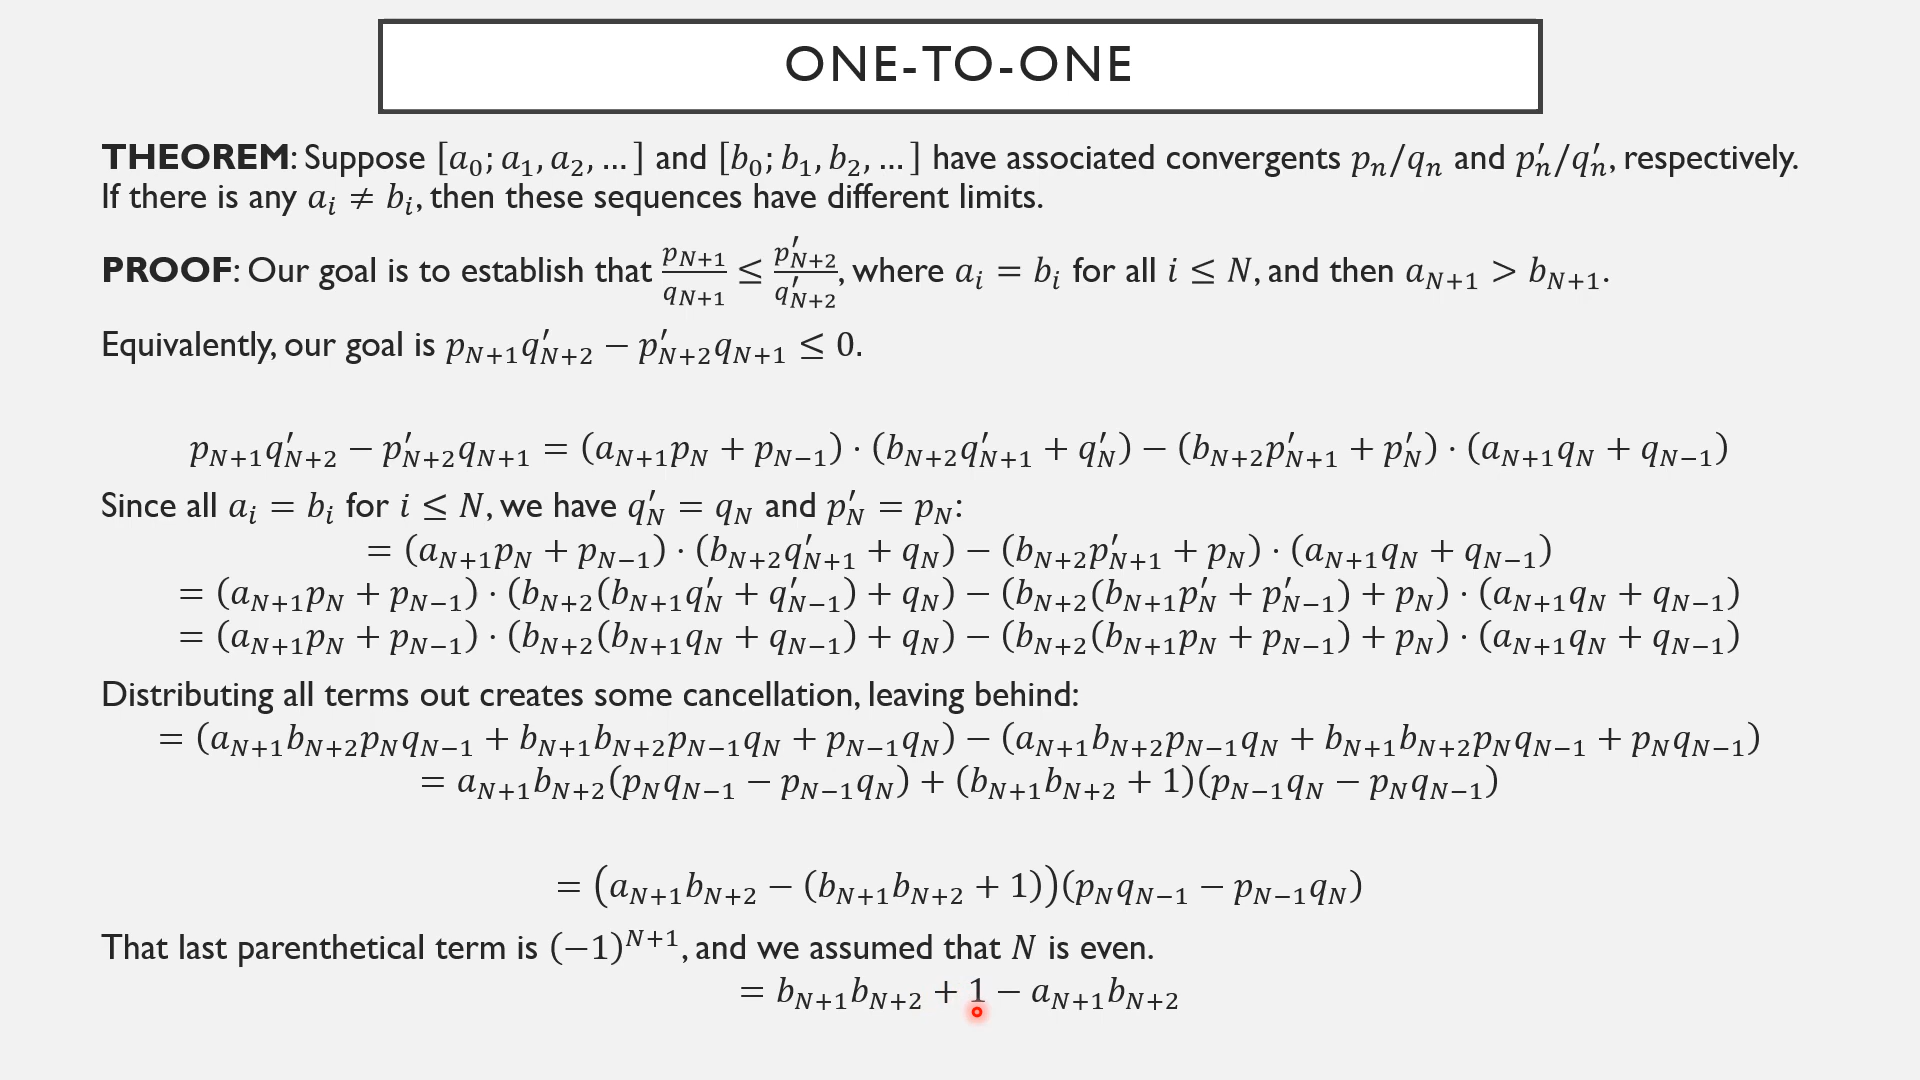 ONE-TO-ONE
THEOREM: Suppose [a₀; a₁, a₂, … ] and [b₀; b₁, b₂, … ] have associated convergents pₙ/qₙ and p′ₙ/q′ₙ, respectively.
If there is any aᵢ ≠ bᵢ, then these sequences have different limits.
PROOF: Our goal is to establish that p_{N+1}/q_{N+1} ≤ p′_{N+2}/q′_{N+2}, where aᵢ = bᵢ for all i ≤ N, and then a_{N+1} > b_{N+1}.
Equivalently, our goal is p_{N+1}q′_{N+2} − p′_{N+2}q_{N+1} ≤ 0.
p_{N+1}q′_{N+2} − p′_{N+2}q_{N+1} = (a_{N+1}p_N + p_{N−1}) · (b_{N+2}q′_{N+1} + q′_N) − (b_{N+2}p′_{N+1} + p′_N) · (a_{N+1}q_N + q_{N−1})
Since all aᵢ = bᵢ for i ≤ N, we have q′_N = q_N and p′_N = p_N:
= (a_{N+1}p_N + p_{N−1}) · (b_{N+2}q′_{N+1} + q_N) − (b_{N+2}p′_{N+1} + p_N) · (a_{N+1}q_N + q_{N−1})
= (a_{N+1}p_N + p_{N−1}) · (b_{N+2}(b_{N+1}q′_N + q′_{N−1}) + q_N) − (b_{N+2}(b_{N+1}p′_N + p′_{N−1}) + p_N) · (a_{N+1}q_N + q_{N−1})
= (a_{N+1}p_N + p_{N−1}) · (b_{N+2}(b_{N+1}q_N + q_{N−1}) + q_N) − (b_{N+2}(b_{N+1}p_N + p_{N−1}) + p_N) · (a_{N+1}q_N + q_{N−1})
Distributing all terms out creates some cancellation, leaving behind:
= (a_{N+1}b_{N+2}p_Nq_{N−1} + b_{N+1}b_{N+2}p_{N−1}q_N + p_{N−1}q_N) − (a_{N+1}b_{N+2}p_{N−1}q_N + b_{N+1}b_{N+2}p_Nq_{N−1} + p_Nq_{N−1})
= a_{N+1}b_{N+2}(p_Nq_{N−1} − p_{N−1}q_N) + (b_{N+1}b_{N+2} + 1)(p_{N−1}q_N − p_Nq_{N−1})
= (a_{N+1}b_{N+2} − (b_{N+1}b_{N+2} + 1))(p_Nq_{N−1} − p_{N−1}q_N)
That last parenthetical term is (−1)^{N+1}, and we assumed that N is even.
= b_{N+1}b_{N+2} + 1 − a_{N+1}b_{N+2}